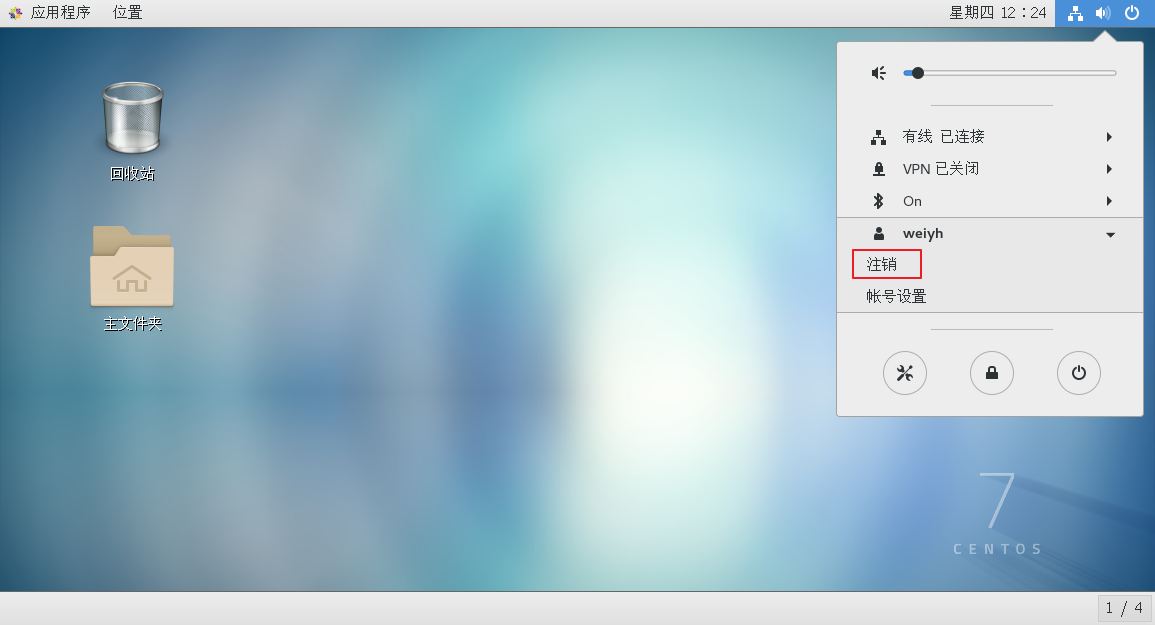 应用程序 位置 星期四 12：24
回收站
主文件夹
有线 已连接
VPN 已关闭
On
weiyh
注销
帐号设置
7
CENTOS
1 / 4